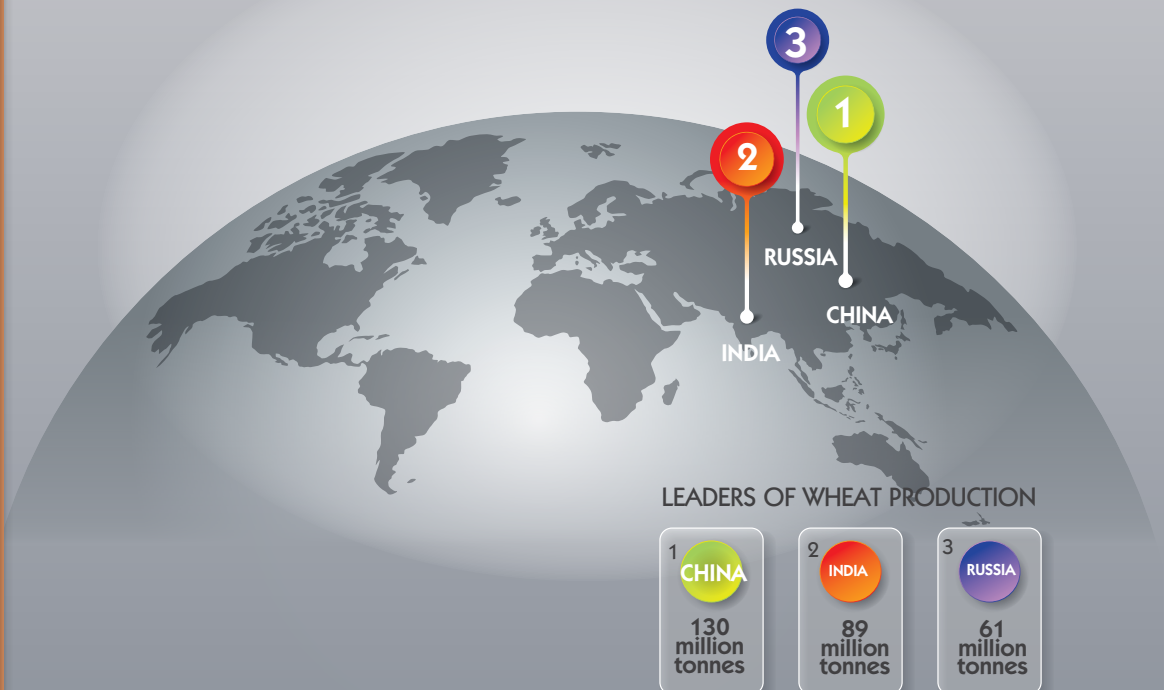 3
1
2
RUSSIA
CHINA
INDIA
LEADERS OF WHEAT PRODUCTION
1
CHINA
130
million
tonnes
2
INDIA
89
million
tonnes
3
RUSSIA
61
million
tonnes